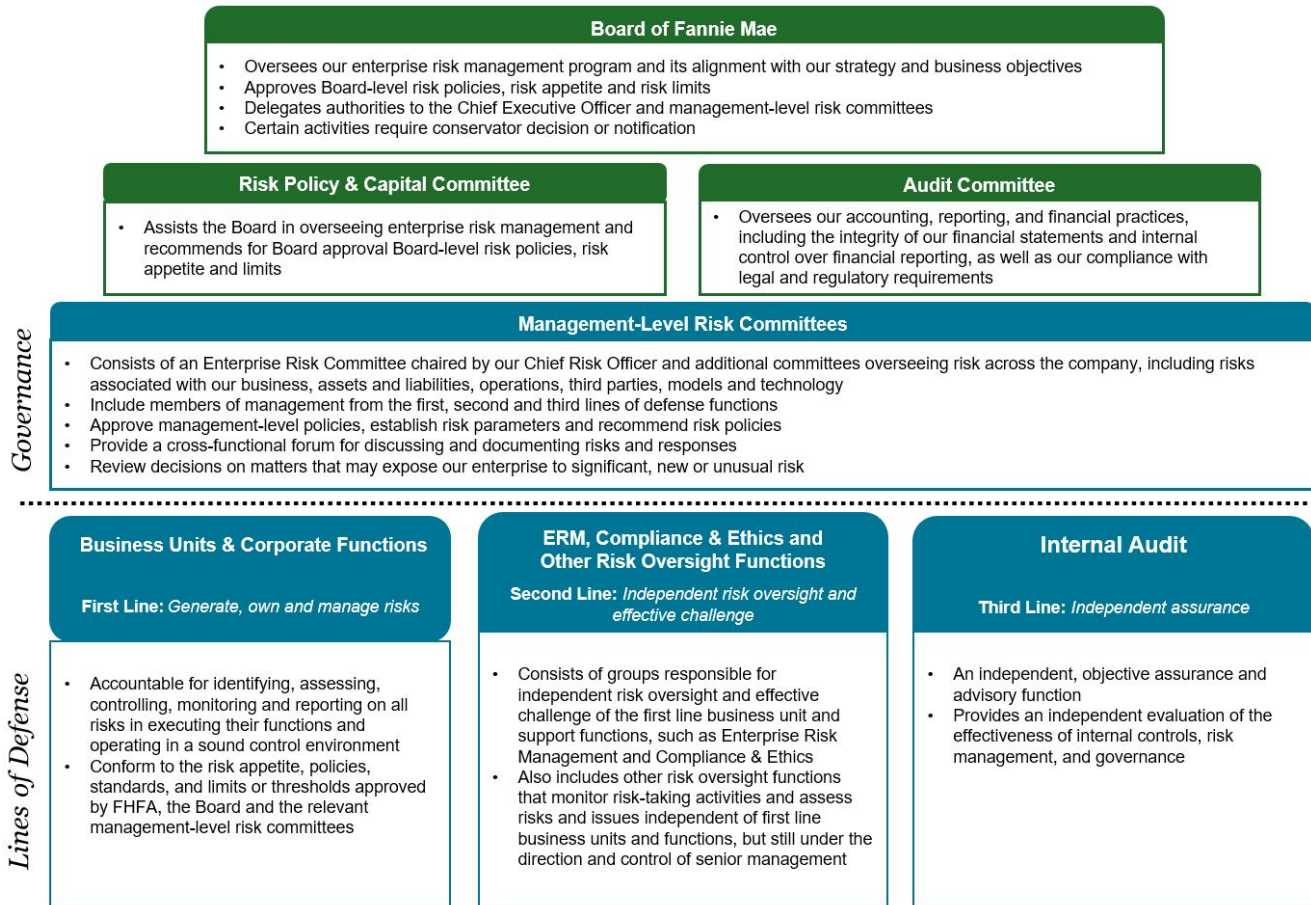 Board of Fannie Mae
• Oversees our enterprise risk management program and its alignment with our strategy and business objectives
• Approves Board-level risk policies, risk appetite and risk limits
• Delegates authorities to the Chief Executive Officer and management-level risk committees
• Certain activities require conservator decision or notification
Risk Policy & Capital Committee
• Assists the Board in overseeing enterprise risk management and
recommends for Board approval Board-level risk policies, risk
appetite and limits
Audit Committee
• Oversees our accounting, reporting, and financial practices,
including the integrity of our financial statements and internal
control over financial reporting, as well as our compliance with
legal and regulatory requirements
Governance
Management-Level Risk Committees
• Consists of an Enterprise Risk Committee chaired by our Chief Risk Officer and additional committees overseeing risk across the company, including risks
associated with our business, assets and liabilities, operations, third parties, models and technology
• Include members of management from the first, second and third lines of defense functions
• Approve management-level policies, establish risk parameters and recommend risk policies
• Provide a cross-functional forum for discussing and documenting risks and responses
• Review decisions on matters that may expose our enterprise to significant, new or unusual risk
Lines of Defense
Business Units & Corporate Functions
First Line: Generate, own and manage risks
• Accountable for identifying, assessing,
controlling, monitoring and reporting on all
risks in executing their functions and
operating in a sound control environment
• Conform to the risk appetite, policies,
standards, and limits or thresholds approved
by FHFA, the Board and the relevant
management-level risk committees
ERM, Compliance & Ethics and
Other Risk Oversight Functions
Second Line: Independent risk oversight and
effective challenge
• Consists of groups responsible for
independent risk oversight and effective
challenge of the first line business unit and
support functions, such as Enterprise Risk
Management and Compliance & Ethics
• Also includes other risk oversight functions
that monitor risk-taking activities and assess
risks and issues independent of first line
business units and functions, but still under the
direction and control of senior management
Internal Audit
Third Line: Independent assurance
• An independent, objective assurance and
advisory function
• Provides an independent evaluation of the
effectiveness of internal controls, risk
management, and governance